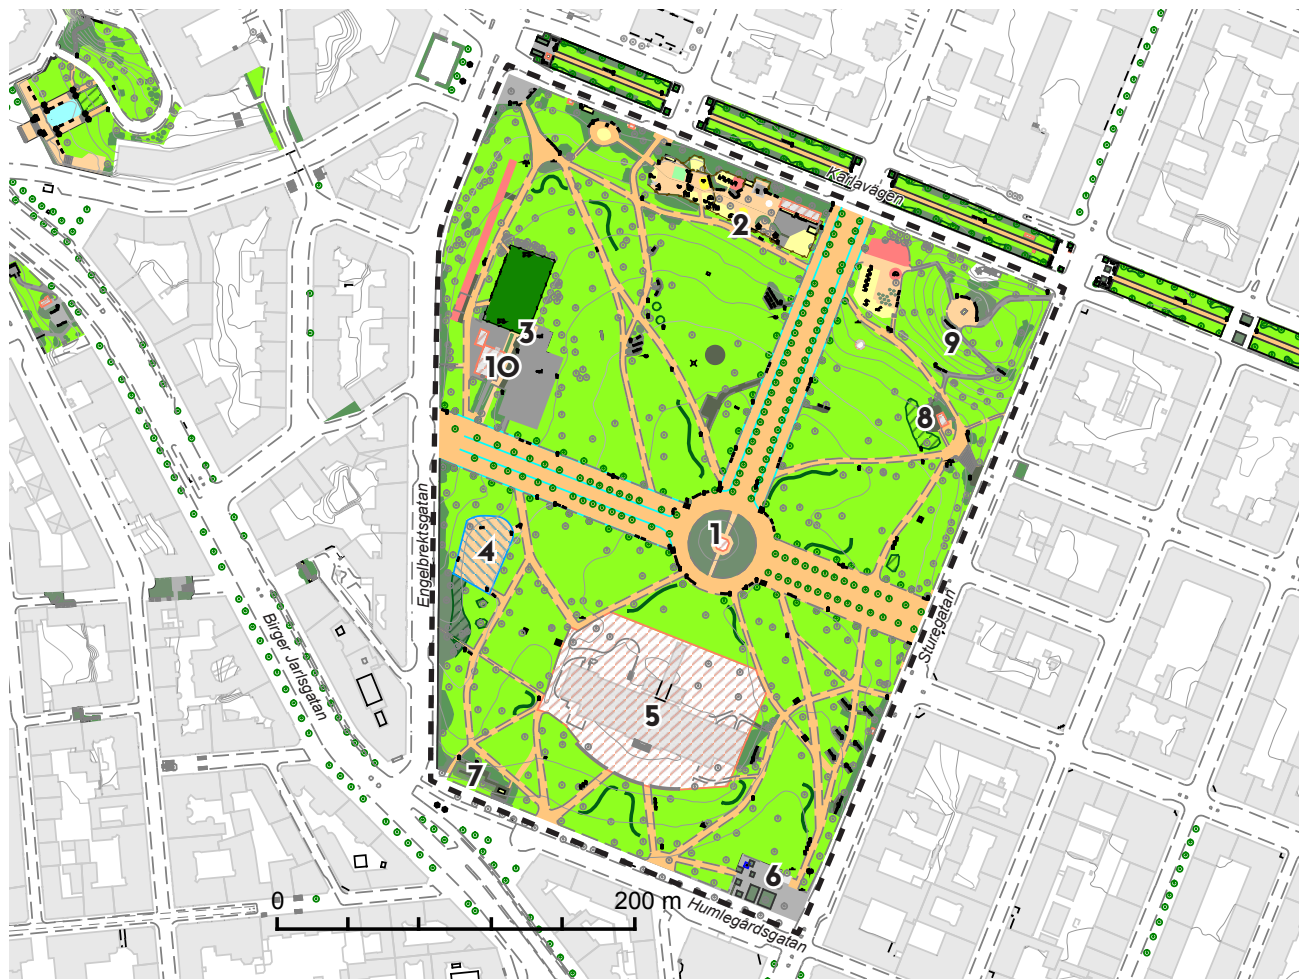 Karlavägen
2
9
3
10
8
1
4
Engelbrektsgatan
Sturegatan
Birger Jarlsgatan
5
7
6
0
200 m
Humlegårdsgatan